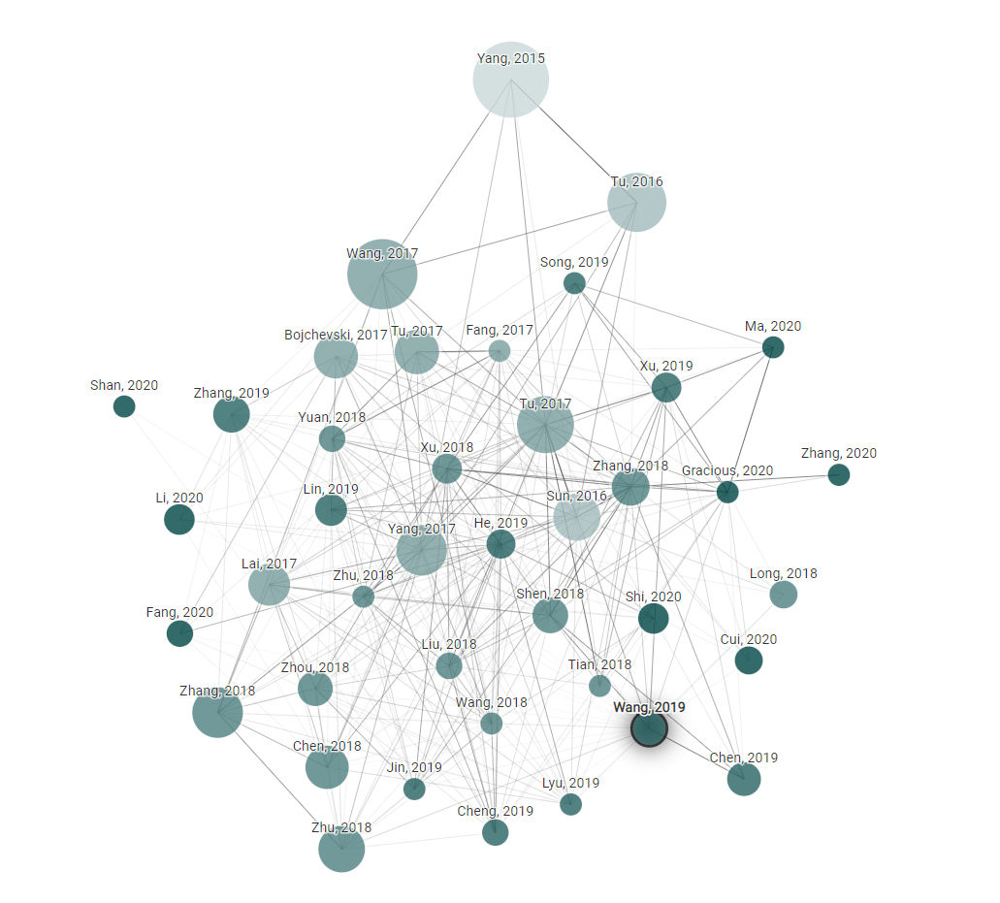 Yang, 2015
Tu, 2016
Wang, 2017
Song, 2019
Ma, 2020
Bojchevski, 2017
Tu, 2017
Fang, 2017
Xu, 2019
Shan, 2020
Zhang, 2019
Tu, 2017
Yuan, 2018
Xu, 2018
Zhang, 2020
Zhang, 2018
Gracious, 2020
Lin, 2019
Li, 2020
Sun, 2016
He, 2019
Yang, 2017
Lai, 2017
Zhu, 2018
Long, 2018
Shen, 2018
Shi, 2020
Fang, 2020
Cui, 2020
Liu, 2018
Tian, 2018
Zhou, 2018
Zhang, 2018
Wang, 2018
Wang, 2019
Chen, 2018
Chen, 2019
Jin, 2019
Lyu, 2019
Cheng, 2019
Zhu, 2018